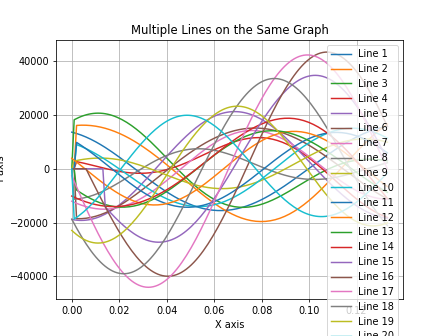 Multiple Lines on the Same Graph
40000
20000
0
−20000
−40000
axis
0.00
0.02
0.04
0.06
0.08
0.10
X axis
Line 1
Line 2
Line 3
Line 4
Line 5
Line 6
Line 7
Line 8
Line 9
Line 10
Line 11
Line 12
Line 13
Line 14
Line 15
Line 16
Line 17
Line 18
Line 19
Line 20